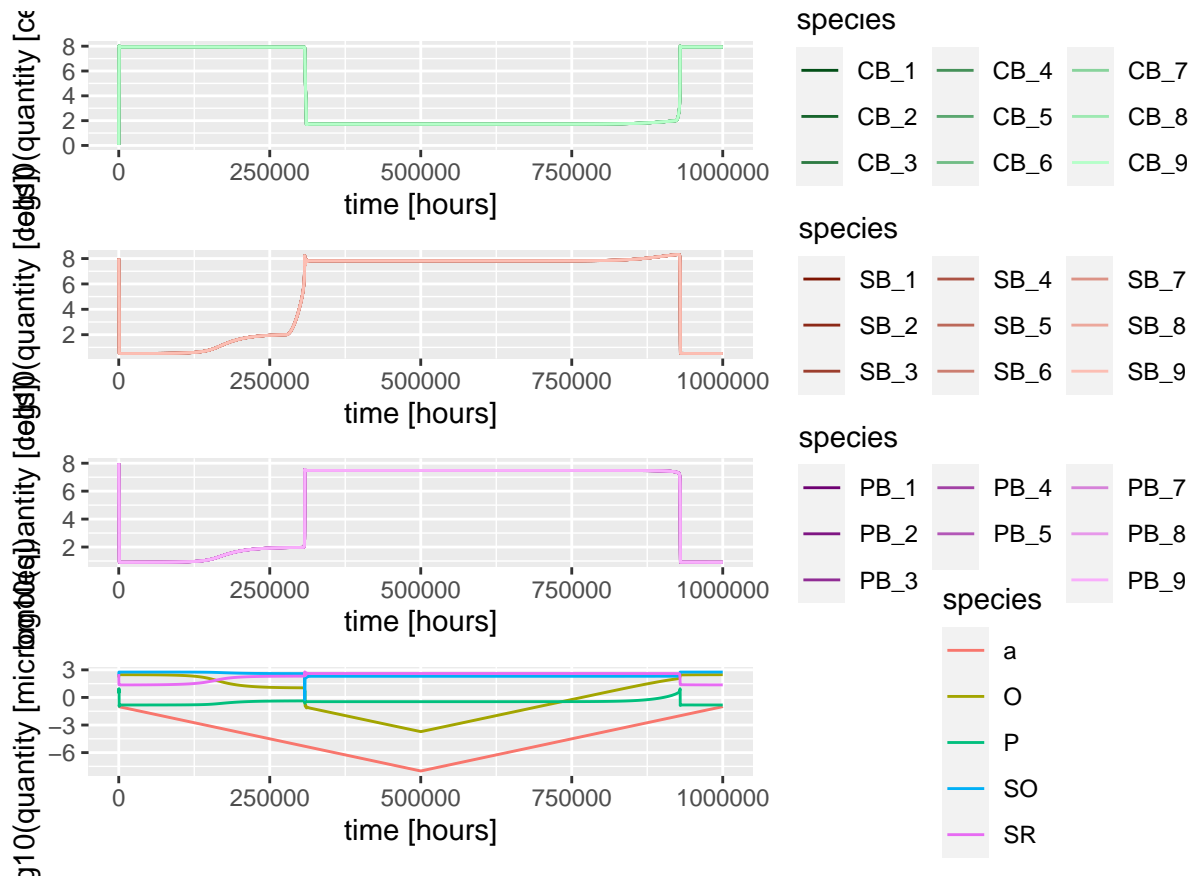 species
CB_1 CB_4 CB_7
CB_2 CB_5 CB_8
CB_3 CB_6 CB_9
8
6
4
2
0
0 250000 500000 750000 1000000
time [hours]
species
SB_1 SB_4 SB_7
SB_2 SB_5 SB_8
SB_3 SB_6 SB_9
8
6
4
2
0 250000 500000 750000 1000000
time [hours]
species
PB_1 PB_4 PB_7
PB_2 PB_5 PB_8
PB_3 PB_9
8
6
4
2
0 250000 500000 750000 1000000
time [hours]
species
a
O
P
SO
SR
3
0
−3
−6
0 250000 500000 750000 1000000
time [hours]
(quantity
(quantity
g10(quantity